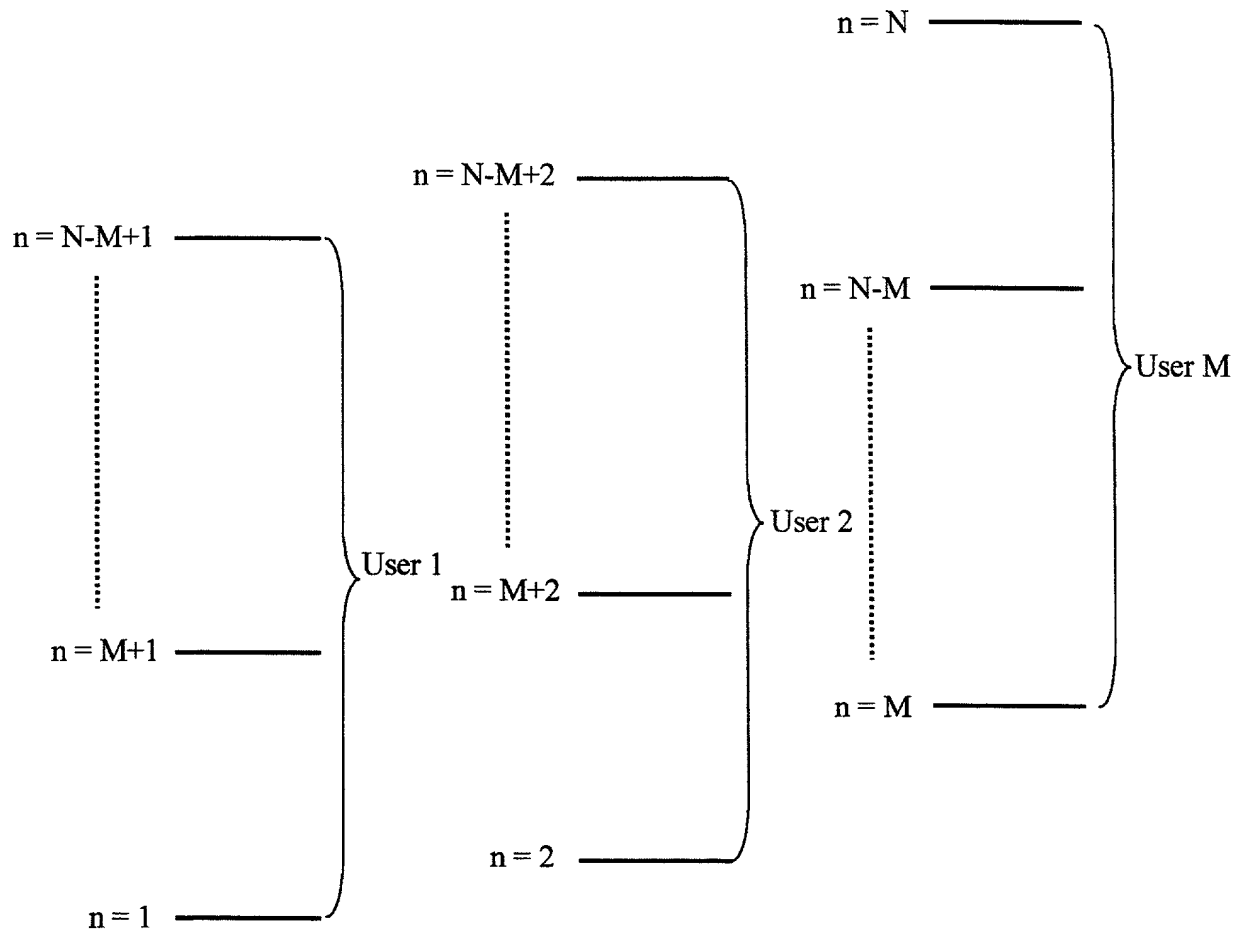 n = N-M+1
n = M+1
n = 1
User 1
n = N-M+2
n = M+2
n = 2
User 2
n = N
n = N-M
n = M
User M